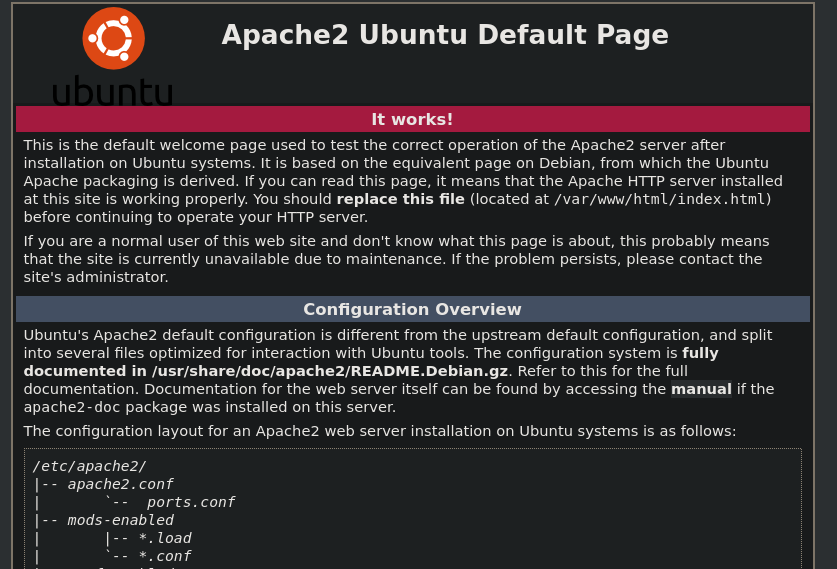 Apache2 Ubuntu Default Page
ubuntu
It works!
This is the default welcome page used to test the correct operation of the Apache2 server after
installation on Ubuntu systems. It is based on the equivalent page on Debian, from which the Ubuntu
Apache packaging is derived. If you can read this page, it means that the Apache HTTP server installed
at this site is working properly. You should replace this file (located at /var/www/html/index.html)
before continuing to operate your HTTP server.
If you are a normal user of this web site and don't know what this page is about, this probably means
that the site is currently unavailable due to maintenance. If the problem persists, please contact the
site's administrator.
Configuration Overview
Ubuntu's Apache2 default configuration is different from the upstream default configuration, and split
into several files optimized for interaction with Ubuntu tools. The configuration system is fully
documented in /usr/share/doc/apache2/README.Debian.gz. Refer to this for the full
documentation. Documentation for the web server itself can be found by accessing the manual if the
apache2-doc package was installed on this server.
The configuration layout for an Apache2 web server installation on Ubuntu systems is as follows:
/etc/apache2/
|-- apache2.conf
|       `--  ports.conf
|-- mods-enabled
|       |-- *.load
|       `-- *.conf